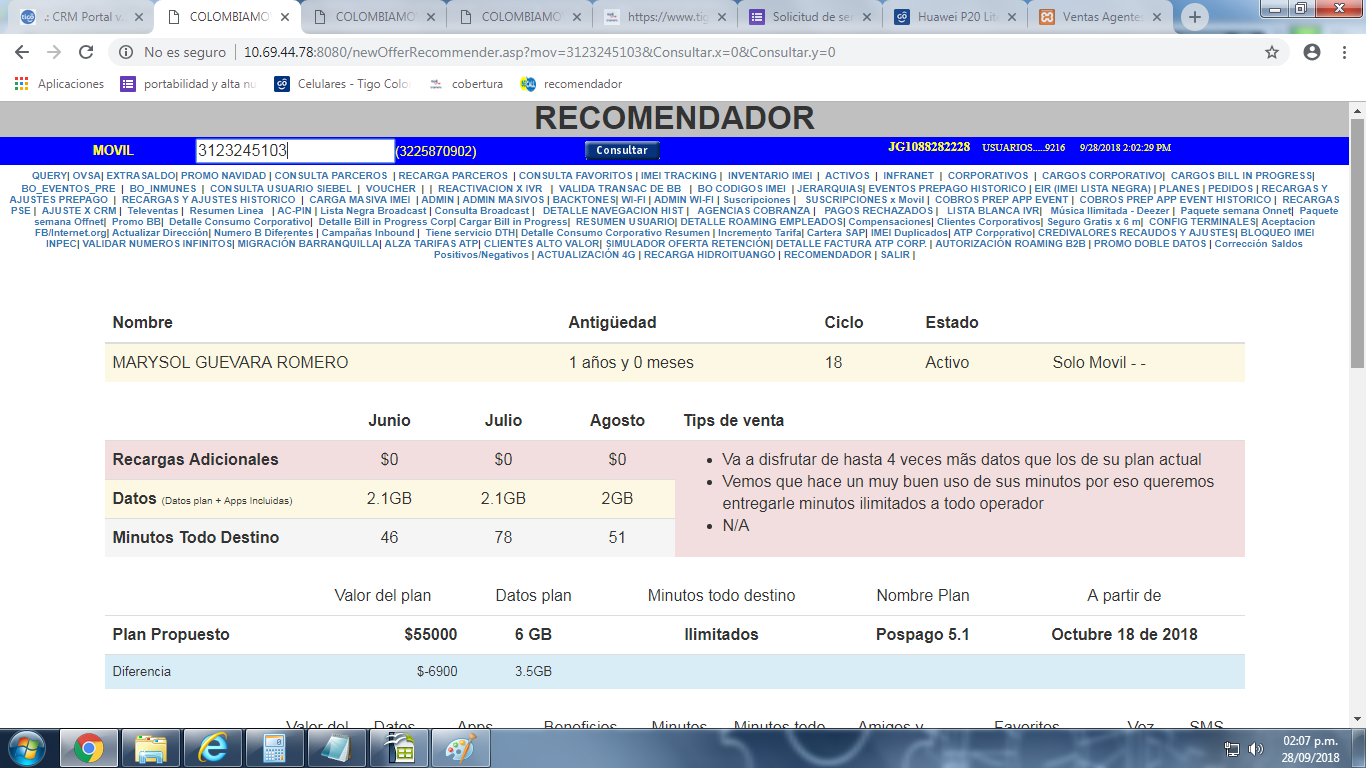 .: CRM Portal v. COLOMBIAMO COLOMBIAMO COLOMBIAMO https://www.tig Solicitud de ser Huawei P20 Lite Ventas Agente
No es seguro | 10.69.44.78:8080/newOfferRecommender.asp?mov=3123245103&Consultar.x=0&Consultar.y=0
Aplicaciones portabilidad y alta nu Celulares - Tigo Colo cobertura recomendador
RECOMENDADOR
MOVIL 3123245103 (3225870902) Consultar JG1088282228 USUARIOS.....9216 9/28/2018 2:02:29 PM
QUERY| OVSA| EXTRASALDO| PROMO NAVIDAD | CONSULTA PARCEROS | RECARGA PARCEROS | CONSULTA FAVORITOS | IMEI TRACKING | INVENTARIO IMEI | ACTIVOS | INFRANET | CORPORATIVOS | CARGOS CORPORATIVO| CARGOS BILL IN PROGRESS|
BO_EVENTOS_PRE | BO_INMUNES | CONSULTA USUARIO SIEBEL | VOUCHER | | REACTIVACION X IVR | VALIDA TRANSAC DE BB | BO CODIGOS IMEI | JERARQUIAS| EVENTOS PREPAGO HISTORICO | EIR (IMEI LISTA NEGRA) | PLANES | PEDIDOS | RECARGAS Y
AJUSTES PREPAGO | RECARGAS Y AJUSTES HISTORICO | CARGA MASIVA IMEI | ADMIN | ADMIN MASIVOS | BACKTONES| WI-FI | ADMIN WI-FI | Suscripciones | SUSCRIPCIONES x Movil | COBROS PREP APP EVENT | COBROS PREP APP EVENT HISTORICO | RECARGAS
PSE | AJUSTE X CRM | Televentas | Resumen Linea | AC-PIN | Lista Negra Broadcast | Consulta Broadcast | DETALLE NAVEGACION HIST | AGENCIAS COBRANZA | PAGOS RECHAZADOS | LISTA BLANCA IVR| Música Ilimitada - Deezer | Paquete semana Onnet| Paquete
semana Offnet| Promo BB| Detalle Consumo Corporativo| Detalle Bill in Progress Corp| Cargar Bill in Progress| RESUMEN USUARIO| DETALLE ROAMING EMPLEADOS| Compensaciones| Clientes Corporativos| Seguro Gratis x 6 m| CONFIG TERMINALES| Aceptacion
FB/Internet.org| Actualizar Dirección| Numero B Diferentes | Campañas Inbound | Tiene servicio DTH| Detalle Consumo Corporativo Resumen | Incremento Tarifa| Cartera SAP| IMEI Duplicados| ATP Corporativo| CREDIVALORES RECAUDOS Y AJUSTES| BLOQUEO IMEI
INPEC| VALIDAR NUMEROS INFINITOS| MIGRACIÓN BARRANQUILLA| ALZA TARIFAS ATP| CLIENTES ALTO VALOR| SIMULADOR OFERTA RETENCIÓN| DETALLE FACTURA ATP CORP. | AUTORIZACIÓN ROAMING B2B | PROMO DOBLE DATOS | Corrección Saldos
Positivos/Negativos | ACTUALIZACIÓN 4G | RECARGA HIDROITUANGO | RECOMENDADOR | SALIR |
Nombre Antigüedad Ciclo Estado
MARYSOL GUEVARA ROMERO 1 años y 0 meses 18 Activo Solo Movil - -
Junio Julio Agosto Tips de venta
Recargas Adicionales $0 $0 $0
Datos (Datos plan + Apps Incluidas) 2.1GB 2.1GB 2GB
Minutos Todo Destino 46 78 51
• Va a disfrutar de hasta 4 veces mãs datos que los de su plan actual
• Vemos que hace un muy buen uso de sus minutos por eso queremos
entregarle minutos ilimitados a todo operador
• N/A
Valor del plan Datos plan Minutos todo destino Nombre Plan A partir de
Plan Propuesto $55000 6 GB Ilimitados Pospago 5.1 Octubre 18 de 2018
Diferencia $-6900 3.5GB
Valor del Datos Apps Beneficios Minutos Minutos todo Amigos y Favoritos Voz SMS
02:07 p.m.
28/09/2018